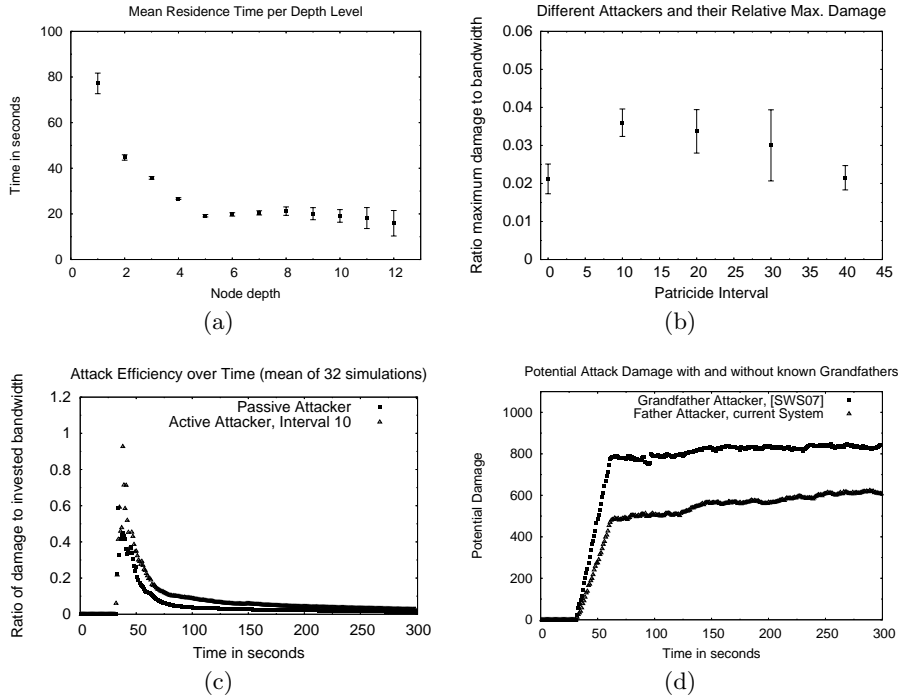 Mean Residence Time per Depth Level
100
80
60
40
20
0
Time in seconds
0 2 4 6 8 10 12
Node depth
(a)
Different Attackers and their Relative Max. Damage
0.06
0.05
0.04
0.03
0.02
0.01
0
Ratio maximum damage to bandwidth
0 5 10 15 20 25 30 35 40 45
Patricide Interval
(b)
Attack Efficiency over Time (mean of 32 simulations)
Passive Attacker
Active Attacker, Interval 10
1.2
1
0.8
0.6
0.4
0.2
0
Ratio of damage to invested bandwidth
0 50 100 150 200 250 300
Time in seconds
(c)
Potential Attack Damage with and without known Grandfathers
Grandfather Attacker, [SWS07]
Father Attacker, current System
1000
800
600
400
200
0
Potential Damage
0 50 100 150 200 250 300
Time in seconds
(d)